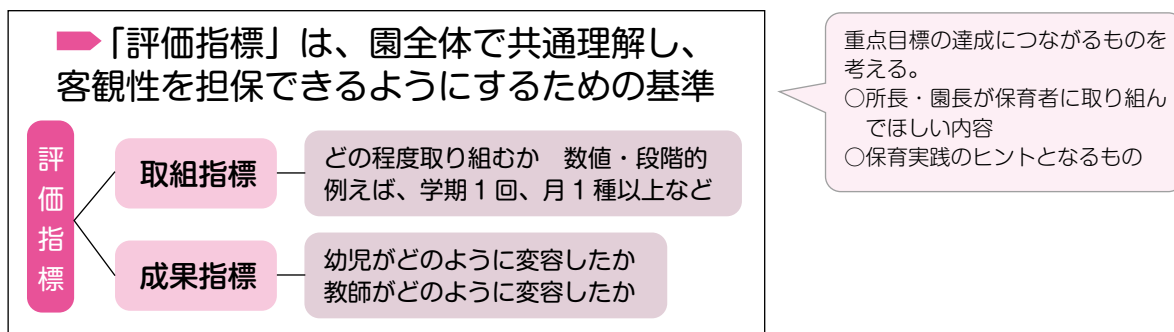 「評価指標」は、園全体で共通理解し、
客観性を担保できるようにするための基準
評価指標
取組指標
どの程度取り組むか　数値・段階的
例えば、学期1回、月1種以上など
成果指標
幼児がどのように変容したか
教師がどのように変容したか
重点目標の達成につながるものを
考える。
○所長・園長が保育者に取り組ん
でほしい内容
○保育実践のヒントとなるもの